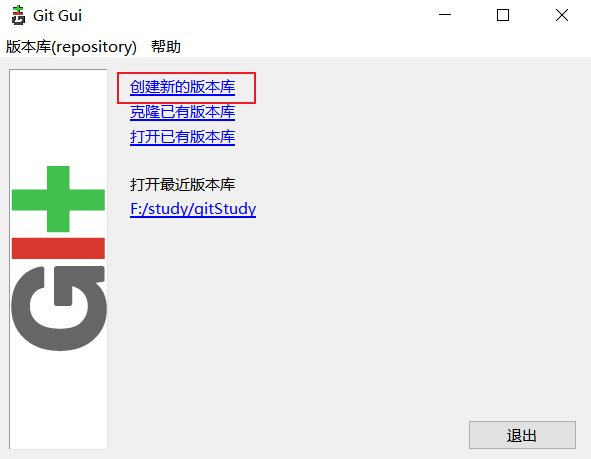 Git Gui
版本库(repository) 帮助
创建新的版本库
克隆已有版本库
打开已有版本库
打开最近版本库
F:/study/gitStudy
GIt
退出